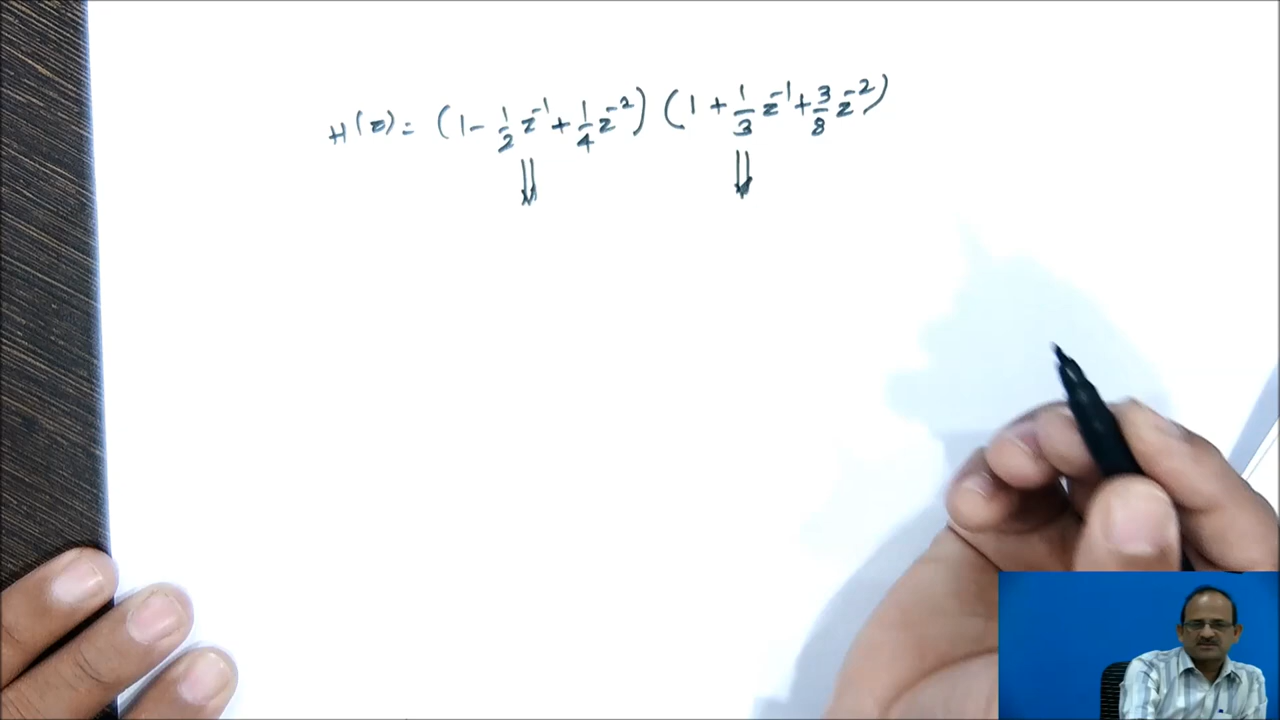 H(z) = (1 - 1/2 z^-1 + 1/4 z^-2) (1 + 1/3 z^-1 + 3/8 z^-2)
⇓ ⇓